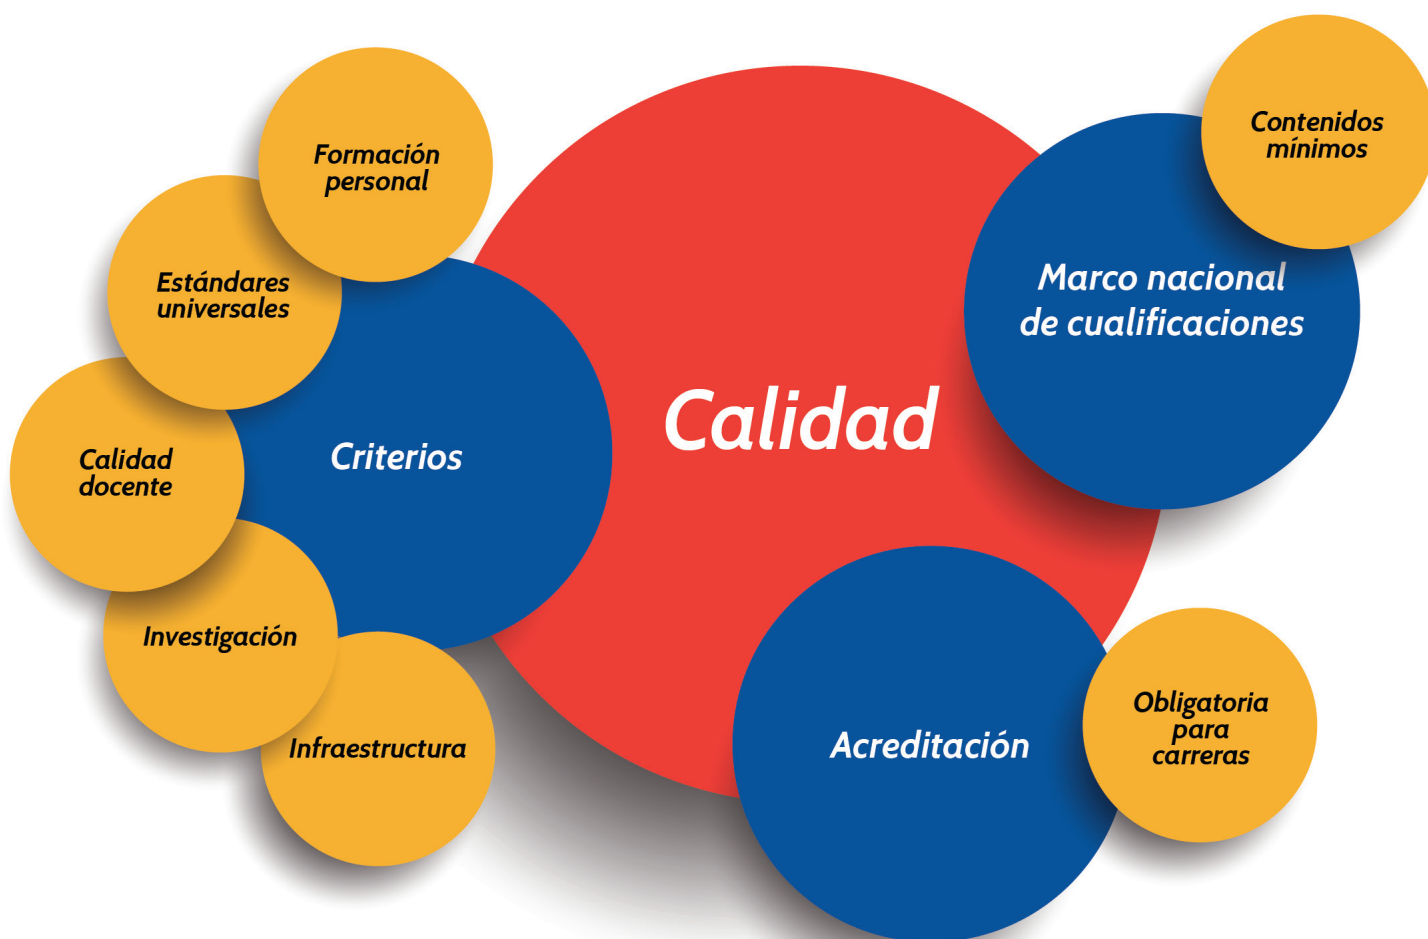 Formación
personal
Estándares
universales
Calidad
docente
Investigación
Infraestructura
Criterios
Calidad
Marco nacional
de cualificaciones
Contenidos
mínimos
Acreditación
Obligatoria
para
carreras